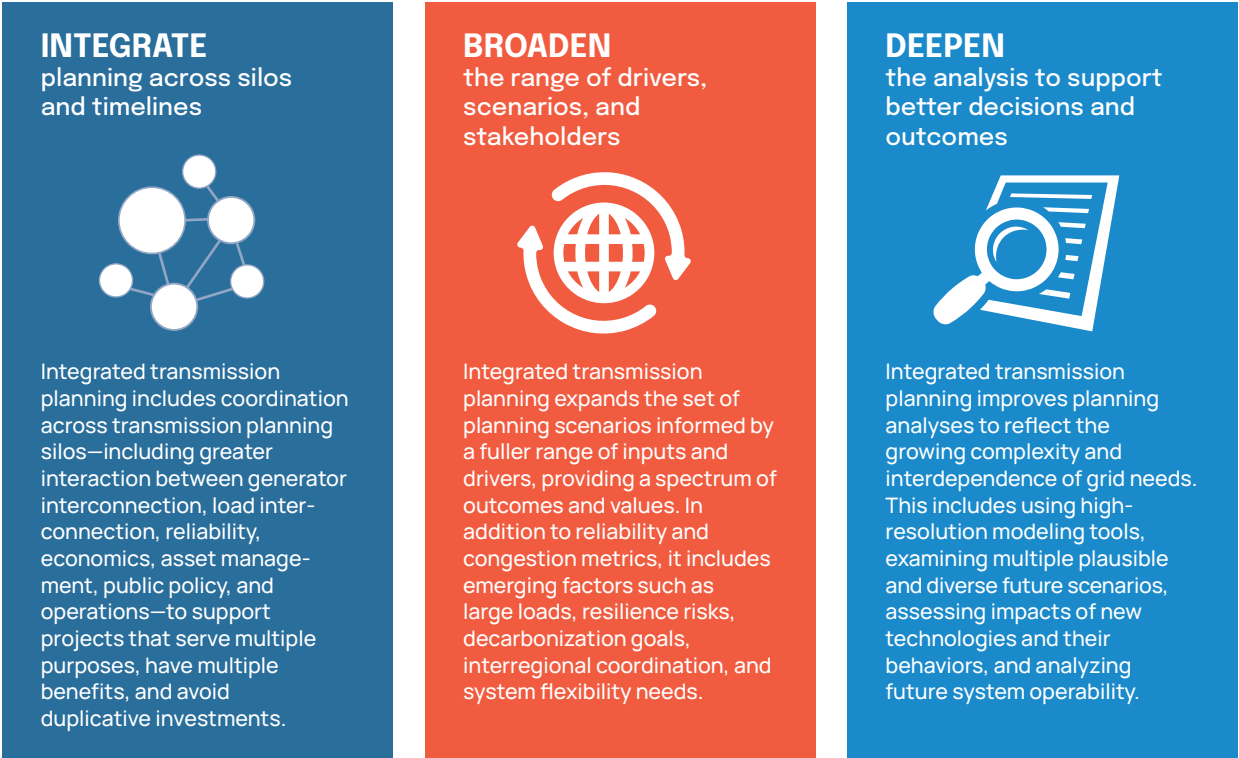 INTEGRATE
planning across silos
and timelines
Integrated transmission
planning includes coordination
across transmission planning
silos—including greater
interaction between generator
interconnection, load inter-
connection, reliability,
economics, asset manage-
ment, public policy, and
operations—to support
projects that serve multiple
purposes, have multiple
benefits, and avoid
duplicative investments.
BROADEN
the range of drivers,
scenarios, and
stakeholders
Integrated transmission
planning expands the set of
planning scenarios informed by
a fuller range of inputs and
drivers, providing a spectrum of
outcomes and values. In
addition to reliability and
congestion metrics, it includes
emerging factors such as
large loads, resilience risks,
decarbonization goals,
interregional coordination, and
system flexibility needs.
DEEPEN
the analysis to support
better decisions and
outcomes
Integrated transmission
planning improves planning
analyses to reflect the
growing complexity and
interdependence of grid needs.
This includes using high-
resolution modeling tools,
examining multiple plausible
and diverse future scenarios,
assessing impacts of new
technologies and their
behaviors, and analyzing
future system operability.